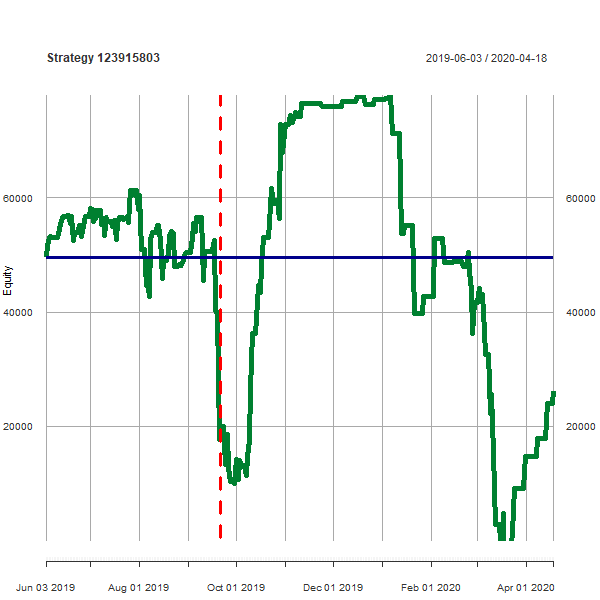 Strategy 123915803
2019-06-03 / 2020-04-18
60000
60000
Equity
40000
40000
20000
20000
Jun 03 2019
Aug 01 2019
Oct 01 2019
Dec 01 2019
Feb 01 2020
Apr 01 2020